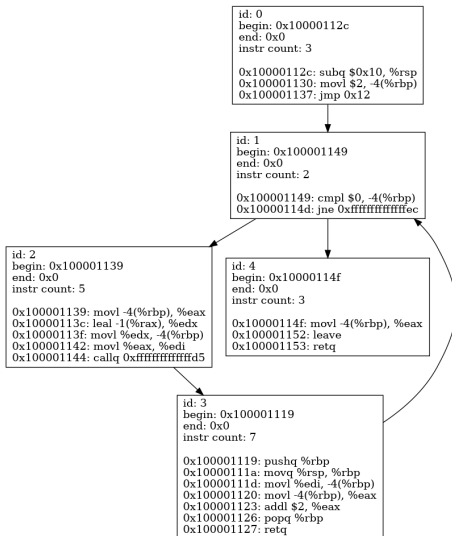 id: 0
begin: 0x10000112c
end: 0x0
instr count: 3
0x10000112c: subq $0x10, %rsp
0x100001130: movl $2, -4(%rbp)
0x100001137: jmp 0x12
id: 1
begin: 0x100001149
end: 0x0
instr count: 2
0x100001149: cmpl $0, -4(%rbp)
0x10000114d: jne 0xffffffffffffffec
id: 2
begin: 0x100001139
end: 0x0
instr count: 5
0x100001139: movl -4(%rbp), %eax
0x10000113c: leal -1(%rax), %edx
0x10000113f: movl %edx, -4(%rbp)
0x100001142: movl %eax, %edi
0x100001144: callq 0xffffffffffffffd5
id: 4
begin: 0x10000114f
end: 0x0
instr count: 3
0x10000114f: movl -4(%rbp), %eax
0x100001152: leave
0x100001153: retq
id: 3
begin: 0x100001119
end: 0x0
instr count: 7
0x100001119: pushq %rbp
0x10000111a: movq %rsp, %rbp
0x10000111d: movl %edi, -4(%rbp)
0x100001120: movl -4(%rbp), %eax
0x100001123: addl $2, %eax
0x100001126: popq %rbp
0x100001127: retq